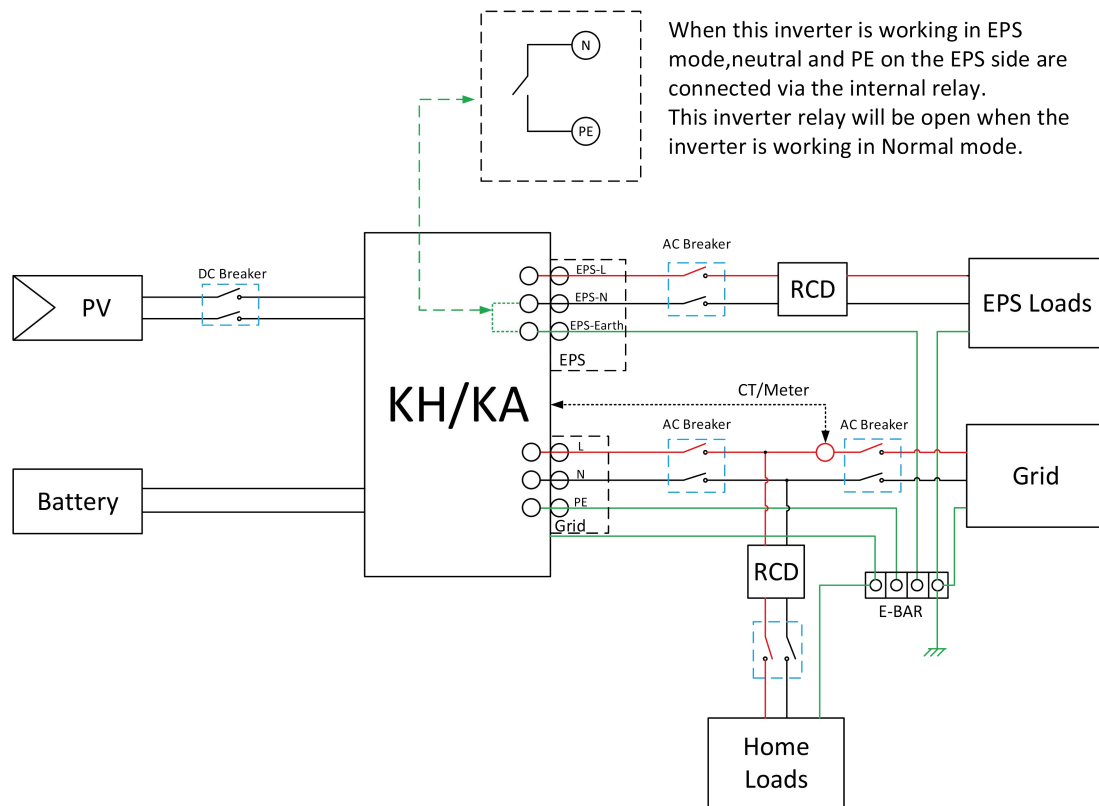 N
PE
When this inverter is working in EPS
mode,neutral and PE on the EPS side are
connected via the internal relay.
This inverter relay will be open when the
inverter is working in Normal mode.
PV
DC Breaker
KH/KA
EPS-L
EPS-N
EPS-Earth
EPS
AC Breaker
RCD
EPS Loads
CT/Meter
Battery
L
N
PE
Grid
AC Breaker
AC Breaker
Grid
RCD
E-BAR
Home
Loads